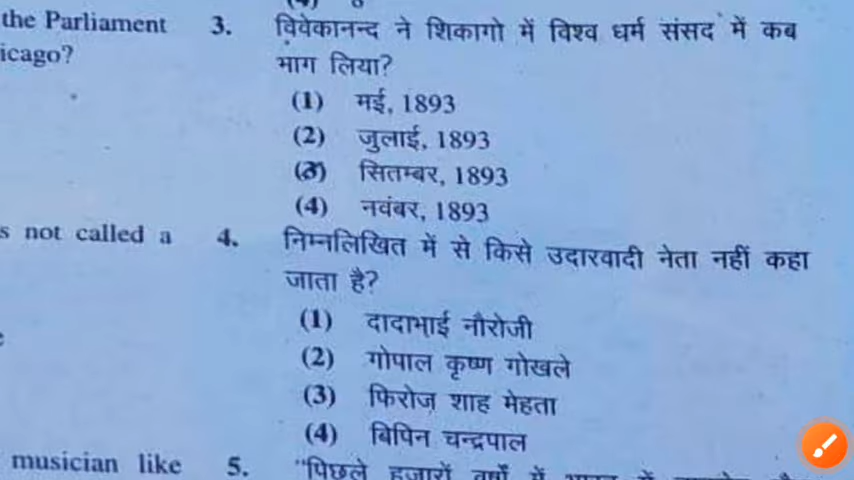 the Parliament
icago?
3. विवेकानन्द ने शिकागो में विश्व धर्म संसद में कब
भाग लिया?
(1) मई, 1893
(2) जुलाई, 1893
(3) सितम्बर, 1893
(4) नवंबर, 1893
s not called a
4. निम्नलिखित में से किसे उदारवादी नेता नहीं कहा
जाता है?
(1) दादाभाई नौरोजी
(2) गोपाल कृष्ण गोखले
(3) फिरोज़ शाह मेहता
(4) बिपिन चन्द्रपाल
musician like
5. "पिछले हजारों वर्षों में भारत में